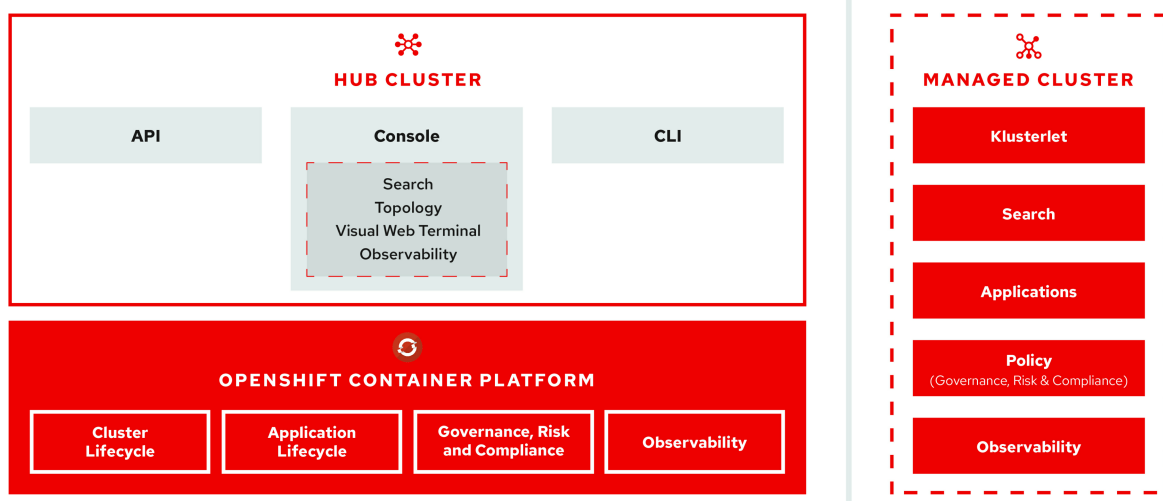 HUB CLUSTER
API
Console
CLI
Search
Topology
Visual Web Terminal
Observability
OPENSHIFT CONTAINER PLATFORM
Cluster
Lifecycle
Application
Lifecycle
Governance, Risk
and Compliance
Observability
MANAGED CLUSTER
Klusterlet
Search
Applications
Policy
(Governance, Risk & Compliance)
Observability